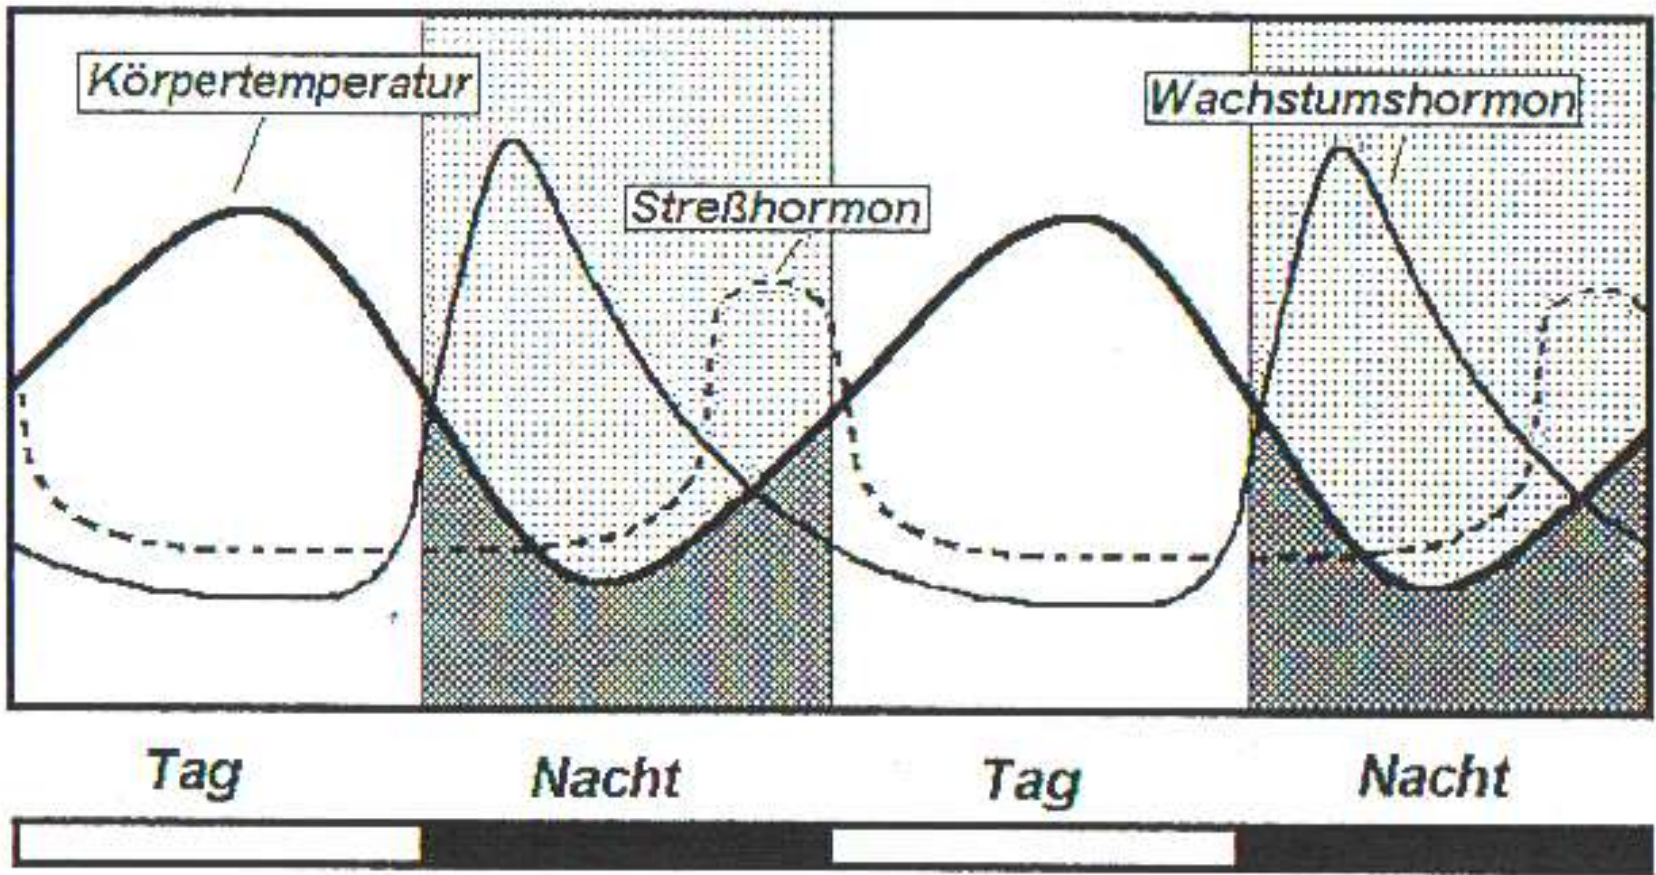 Körpertemperatur
Wachstumshormon
Streßhormon
Tag
Nacht
Tag
Nacht